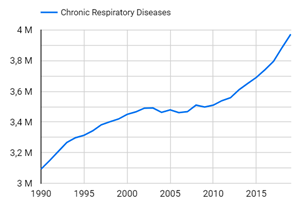 Chronic Respiratory Diseases
4 M
3,8 M
3,6 M
3,4 M
3,2 M
3 M
1990 1995 2000 2005 2010 2015